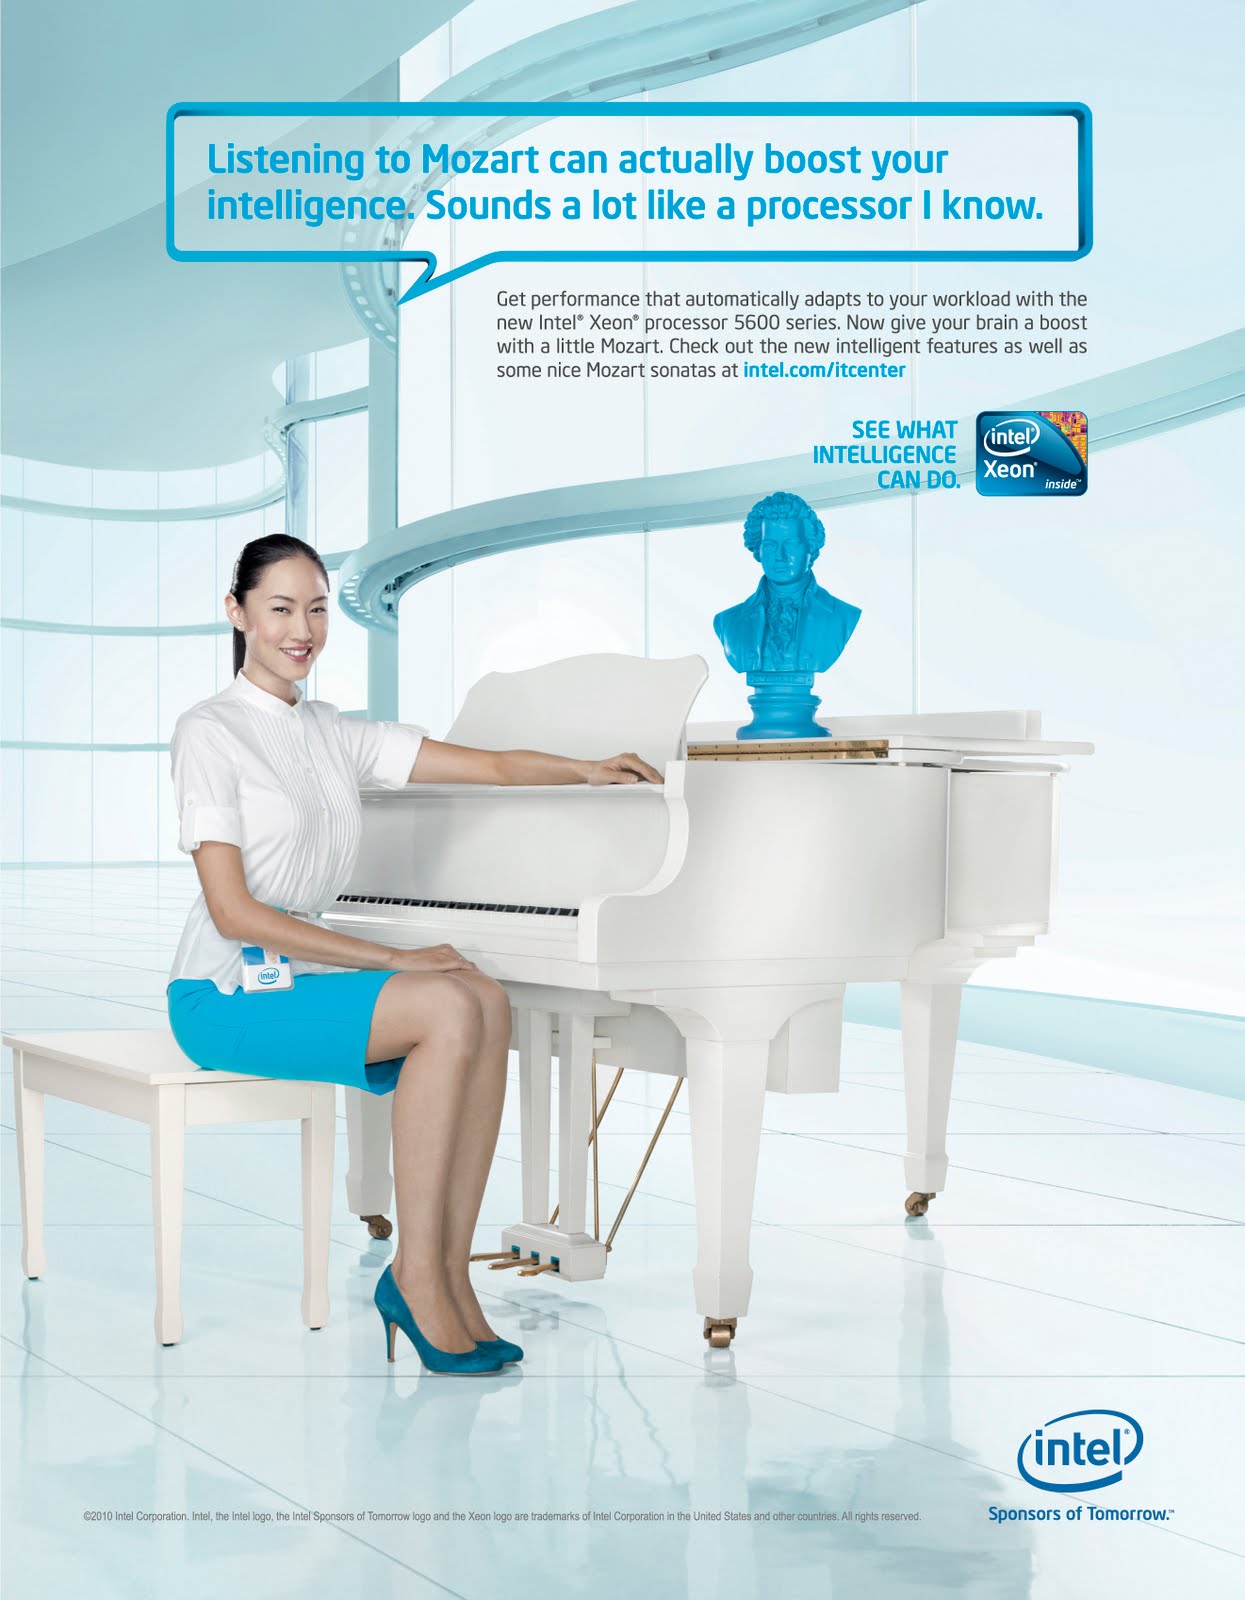 Listening to Mozart can actually boost your
intelligence. Sounds a lot like a processor I know.
Get performance that automatically adapts to your workload with the
new Intel® Xeon® processor 5600 series. Now give your brain a boost
with a little Mozart. Check out the new intelligent features as well as
some nice Mozart sonatas at intel.com/itcenter
SEE WHAT
INTELLIGENCE
CAN DO.
intel®
Xeon®
inside™
intel
intel®
Sponsors of Tomorrow.™
©2010 Intel Corporation. Intel, the Intel logo, the Intel Sponsors of Tomorrow logo and the Xeon logo are trademarks of Intel Corporation in the United States and other countries. All rights reserved.